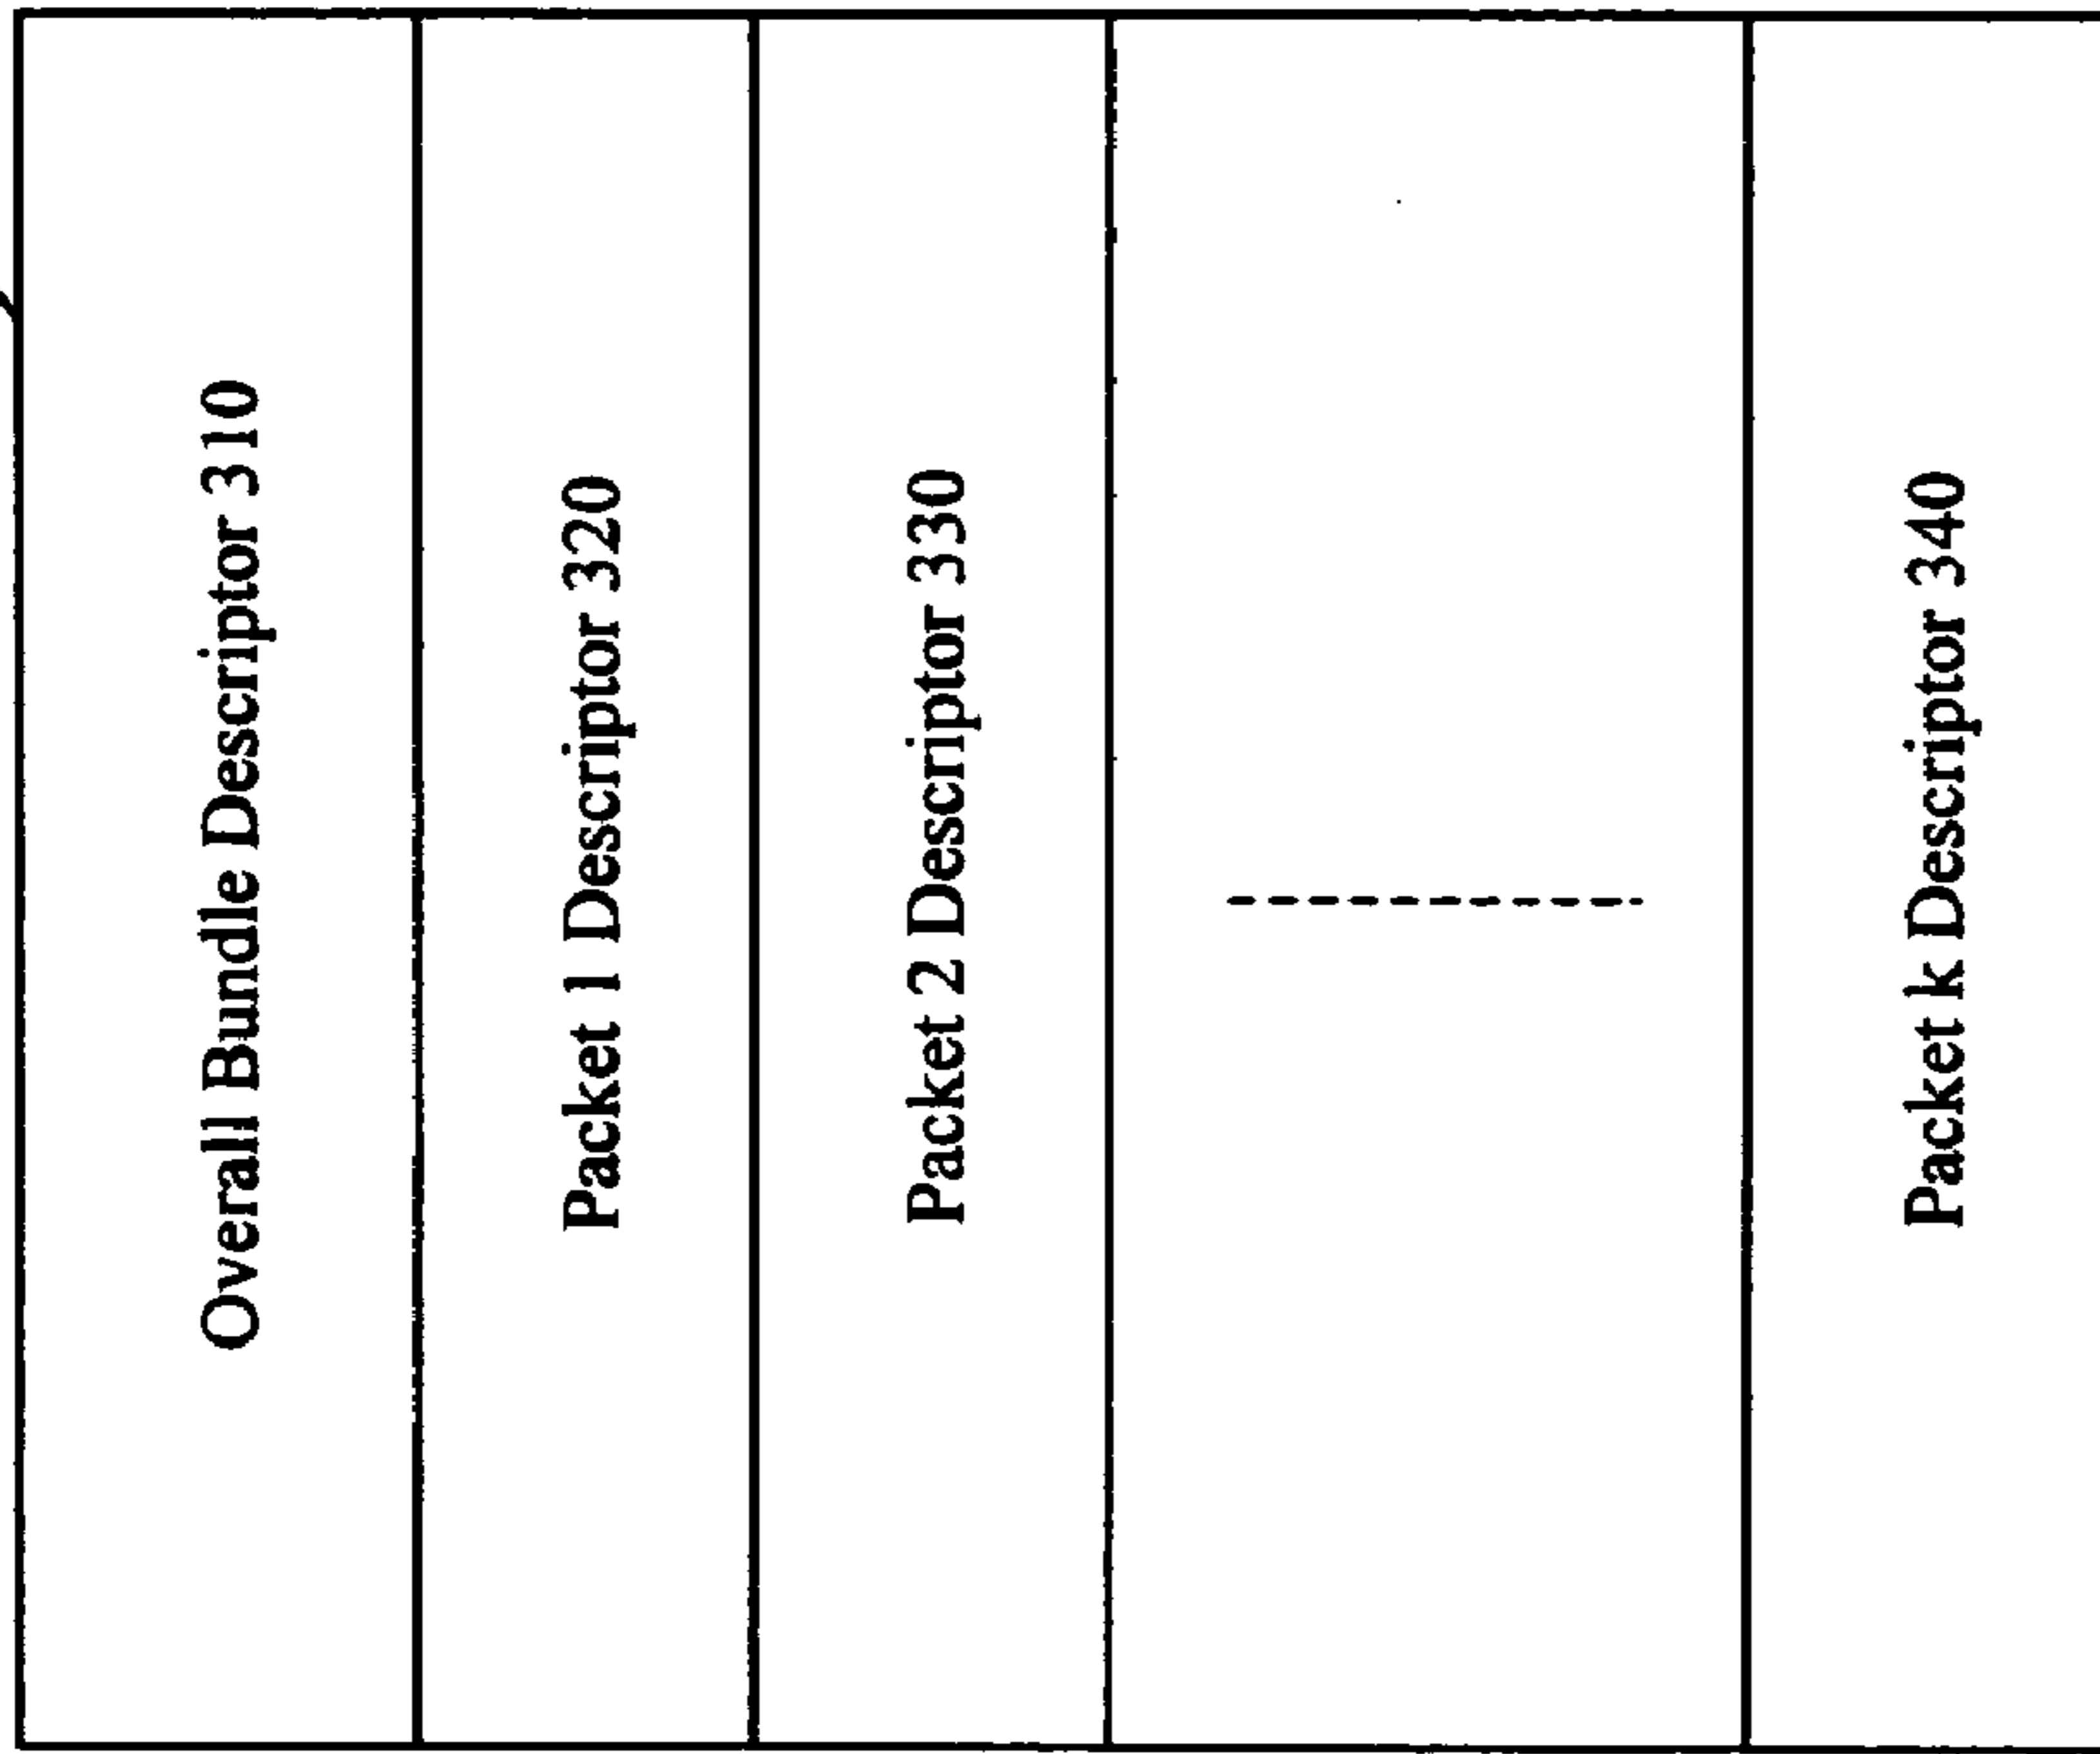 Overall Bundle Descriptor 310
Packet 1 Descriptor 320
Packet 2 Descriptor 330
Packet k Descriptor 340